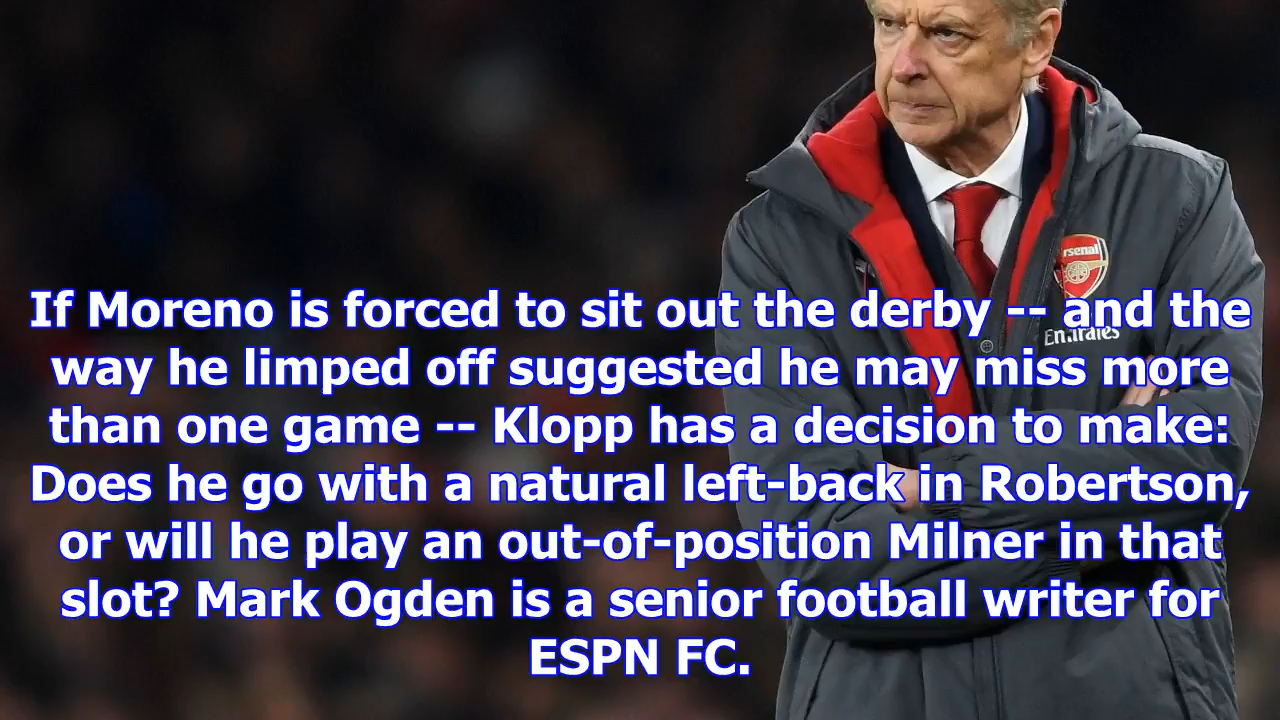 Arsenal
Emirates
If Moreno is forced to sit out the derby -- and the
way he limped off suggested he may miss more
than one game -- Klopp has a decision to make:
Does he go with a natural left-back in Robertson,
or will he play an out-of-position Milner in that
slot? Mark Ogden is a senior football writer for
ESPN FC.